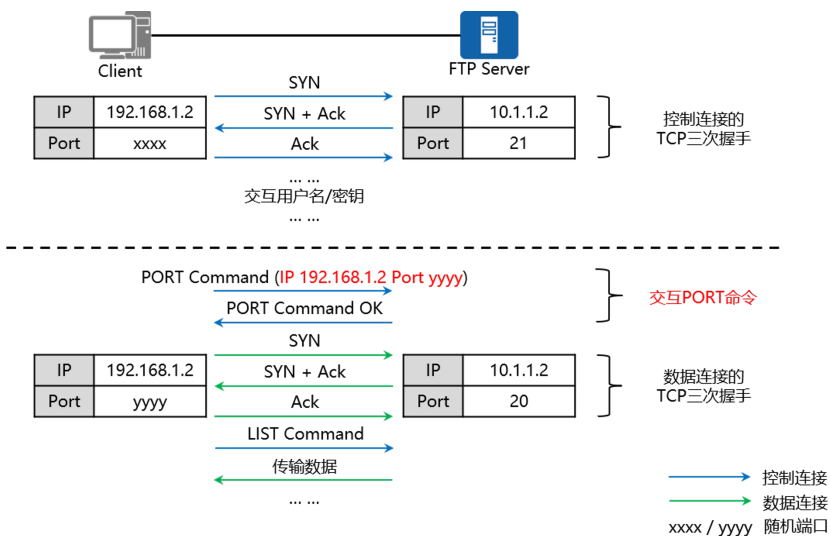 Client
FTP Server
SYN
IP 192.168.1.2
SYN + Ack
IP 10.1.1.2
Port xxxx
Ack
Port 21
控制连接的
TCP三次握手
... ...
交互用户名/密钥
... ...
PORT Command (IP 192.168.1.2 Port yyyy)
PORT Command OK
交互PORT命令
SYN
IP 192.168.1.2
SYN + Ack
IP 10.1.1.2
Port yyyy
Ack
Port 20
数据连接的
TCP三次握手
LIST Command
传输数据
... ...
控制连接
数据连接
xxxx / yyyy 随机端口